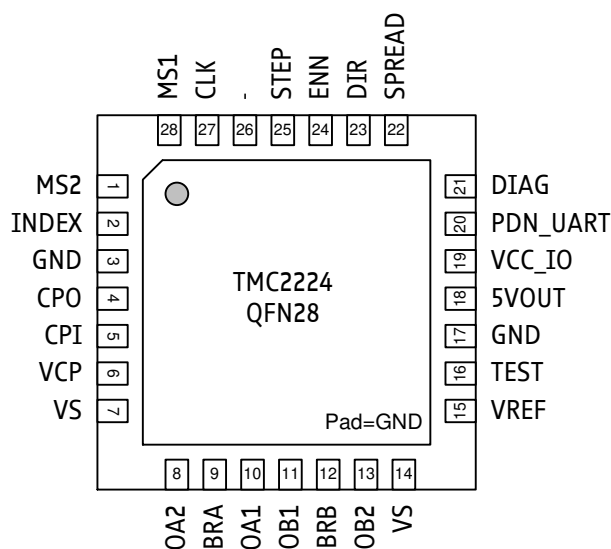 MS1 CLK - STEP ENN DIR SPREAD
28 27 26 25 24 23 22
MS2 1
INDEX 2
GND 3
CPO 4
CPI 5
VCP 6
VS 7
TMC2224
QFN28
Pad=GND
21 DIAG
20 PDN_UART
19 VCC_IO
18 5VOUT
17 GND
16 TEST
15 VREF
8 9 10 11 12 13 14
OA2 BRA OA1 OB1 BRB OB2 VS